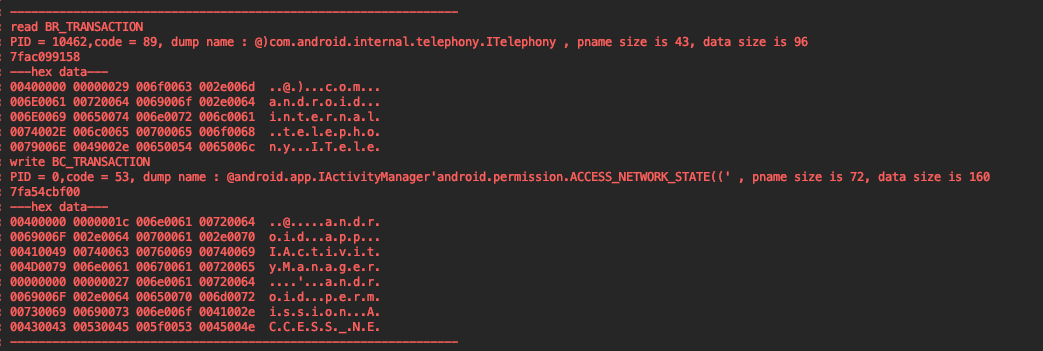 : ----------------------------------------------------------------
: read BR_TRANSACTION
: PID = 10462,code = 89, dump name : @)com.android.internal.telephony.ITelephony , pname size is 43, data size is 96
: 7fac099158
: ---hex data---
: 00400000 00000029 006f0063 002e006d  ..@.)...c.o.m...
: 006E0061 00720064 0069006f 002e0064  a.n.d.r.o.i.d...
: 006E0069 00650074 006e0072 006c0061  i.n.t.e.r.n.a.l.
: 0074002E 006c0065 00700065 006f0068  ..t.e.l.e.p.h.o.
: 0079006E 0049002e 00650054 0065006c  n.y...I.T.e.l.e.
: write BC_TRANSACTION
: PID = 0,code = 53, dump name : @android.app.IActivityManager'android.permission.ACCESS_NETWORK_STATE((' , pname size is 72, data size is 160
: 7fa54cbf00
: ---hex data---
: 00400000 0000001c 006e0061 00720064  ..@.....a.n.d.r.
: 0069006F 002e0064 00700061 002e0070  o.i.d...a.p.p...
: 00410049 00740063 00760069 00740069  I.A.c.t.i.v.i.t.
: 004D0079 006e0061 00670061 00720065  y.M.a.n.a.g.e.r.
: 00000000 00000027 006e0061 00720064  ....'...a.n.d.r.
: 0069006F 002e0064 00650070 006d0072  o.i.d...p.e.r.m.
: 00730069 00690073 006e006f 0041002e  i.s.s.i.o.n...A.
: 00430043 00530045 005f0053 0045004e  C.C.E.S.S._.N.E.
: ----------------------------------------------------------------